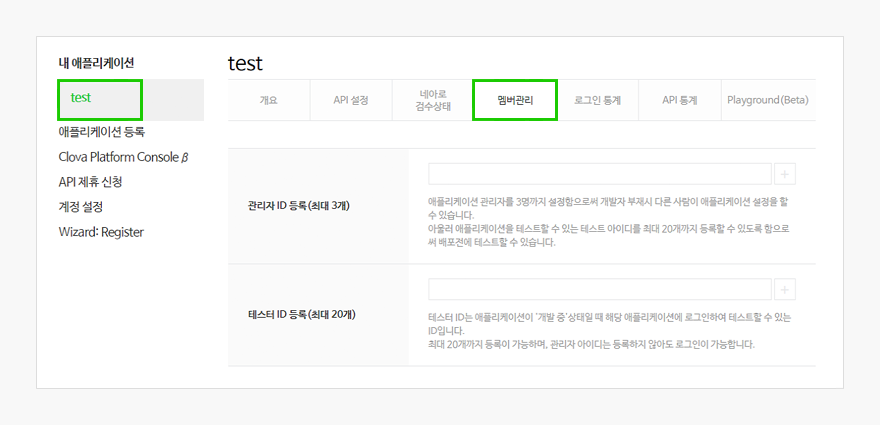 내 애플리케이션
test
애플리케이션 등록
Clova Platform Console β
API 제휴 신청
계정 설정
Wizard: Register
test
개요
API 설정
네아로
검수상태
멤버관리
로그인 통계
API 통계
Playground(Beta)
관리자 ID 등록(최대 3개)
+
애플리케이션 관리자를 3명까지 설정함으로써 개발자 부재시 다른 사람이 애플리케이션 설정을 할
수 있습니다.
아울러 애플리케이션을 테스트할 수 있는 테스트 아이디를 최대 20개까지 등록할 수 있도록 함으로
써 배포전에 테스트할 수 있습니다.
테스터 ID 등록(최대 20개)
+
테스터 ID는 애플리케이션이 '개발 중'상태일 때 해당 애플리케이션에 로그인하여 테스트할 수 있는
ID입니다.
최대 20개까지 등록이 가능하며, 관리자 아이디는 등록하지 않아도 로그인이 가능합니다.